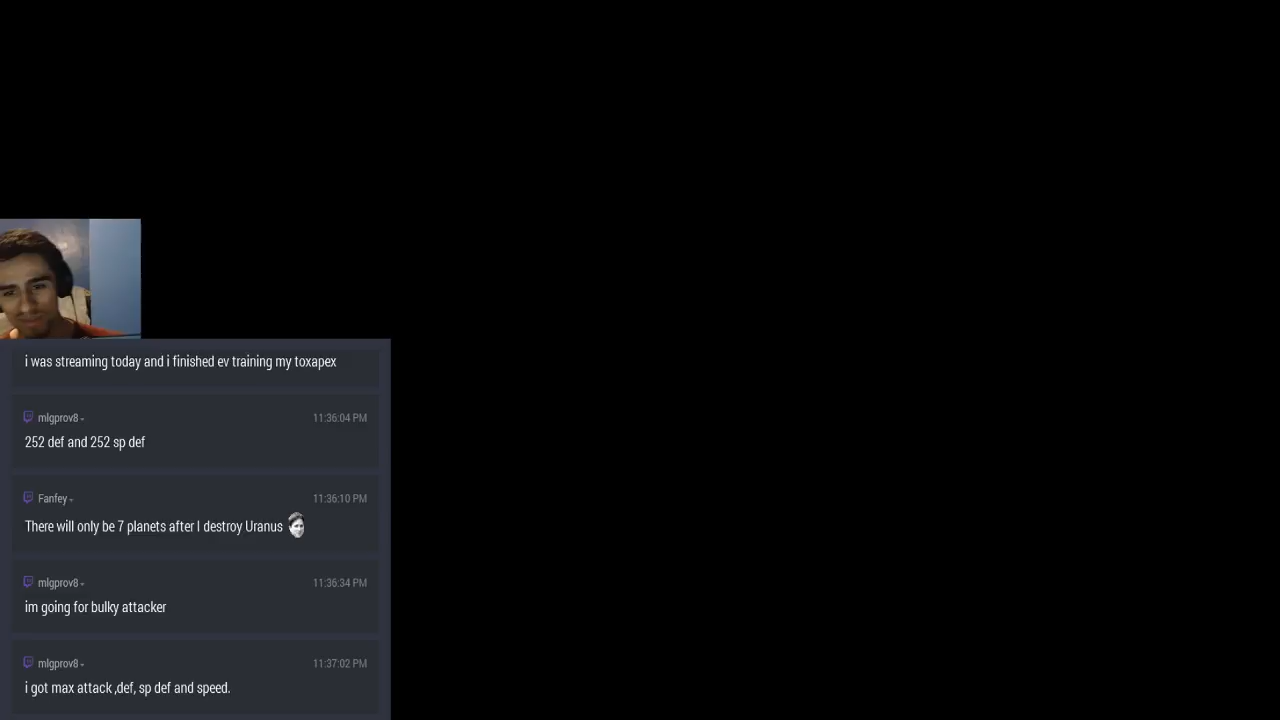 i was streaming today and i finished ev training my toxapex
mlgprov8
11:36:04 PM
252 def and 252 sp def
Fanfey
11:36:10 PM
There will only be 7 planets after I destroy Uranus
mlgprov8
11:36:34 PM
im going for bulky attacker
mlgprov8
11:37:02 PM
i got max attack ,def, sp def and speed.